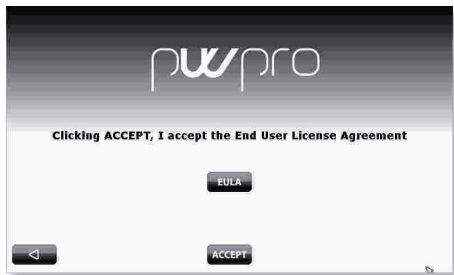 pwpro
Clicking ACCEPT, I accept the End User License Agreement
EULA
ACCEPT